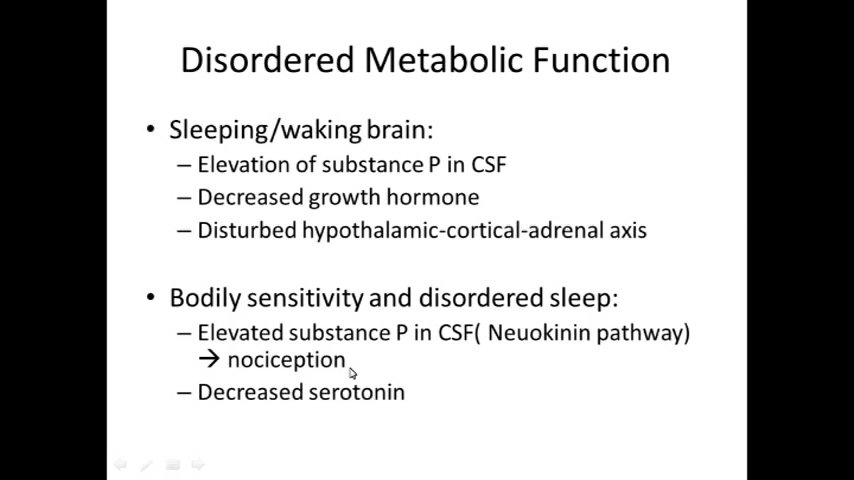 Disordered Metabolic Function
• Sleeping/waking brain:
– Elevation of substance P in CSF
– Decreased growth hormone
– Disturbed hypothalamic-cortical-adrenal axis
• Bodily sensitivity and disordered sleep:
– Elevated substance P in CSF( Neuokinin pathway)
→ nociception
– Decreased serotonin